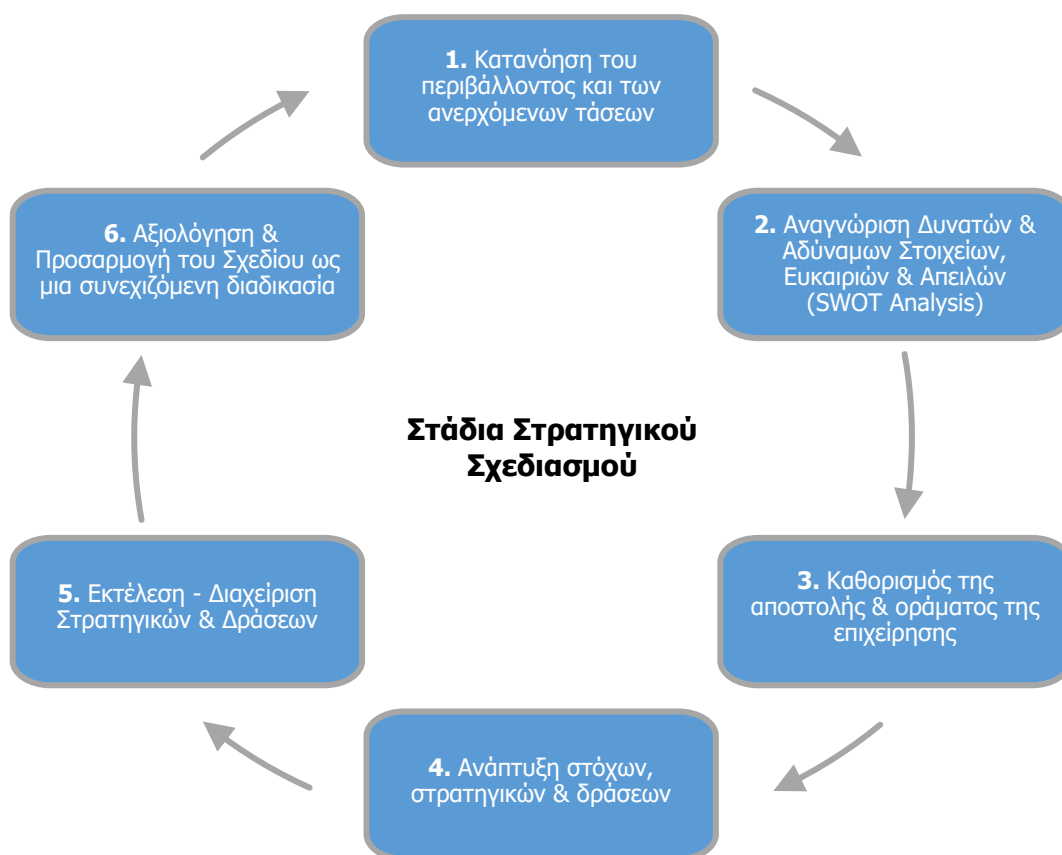 1. Κατανόηση του
περιβάλλοντος και των
ανερχόμενων τάσεων
2. Αναγνώριση Δυνατών &
Αδύναμων Στοιχείων,
Ευκαιριών & Απειλών
(SWOT Analysis)
3. Καθορισμός της
αποστολής & οράματος της
επιχείρησης
4. Ανάπτυξη στόχων,
στρατηγικών & δράσεων
5. Εκτέλεση - Διαχείριση
Στρατηγικών & Δράσεων
6. Αξιολόγηση &
Προσαρμογή του Σχεδίου ως
μια συνεχιζόμενη διαδικασία
Στάδια Στρατηγικού
Σχεδιασμού